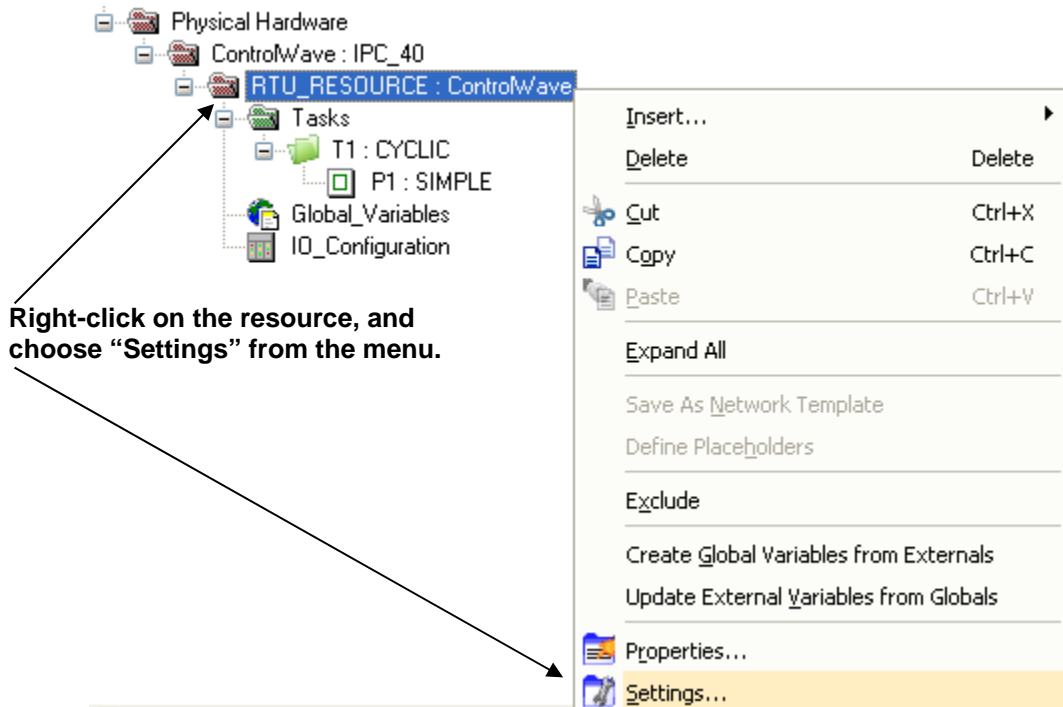 Physical Hardware
ControlWave : IPC_40
RTU_RESOURCE : ControlWave
Tasks
T1 : CYCLIC
P1 : SIMPLE
Global_Variables
IO_Configuration
Right-click on the resource, and
choose “Settings” from the menu.
Insert...
Delete Delete
Cut Ctrl+X
Copy Ctrl+C
Paste Ctrl+V
Expand All
Save As Network Template
Define Placeholders
Exclude
Create Global Variables from Externals
Update External Variables from Globals
Properties...
Settings...